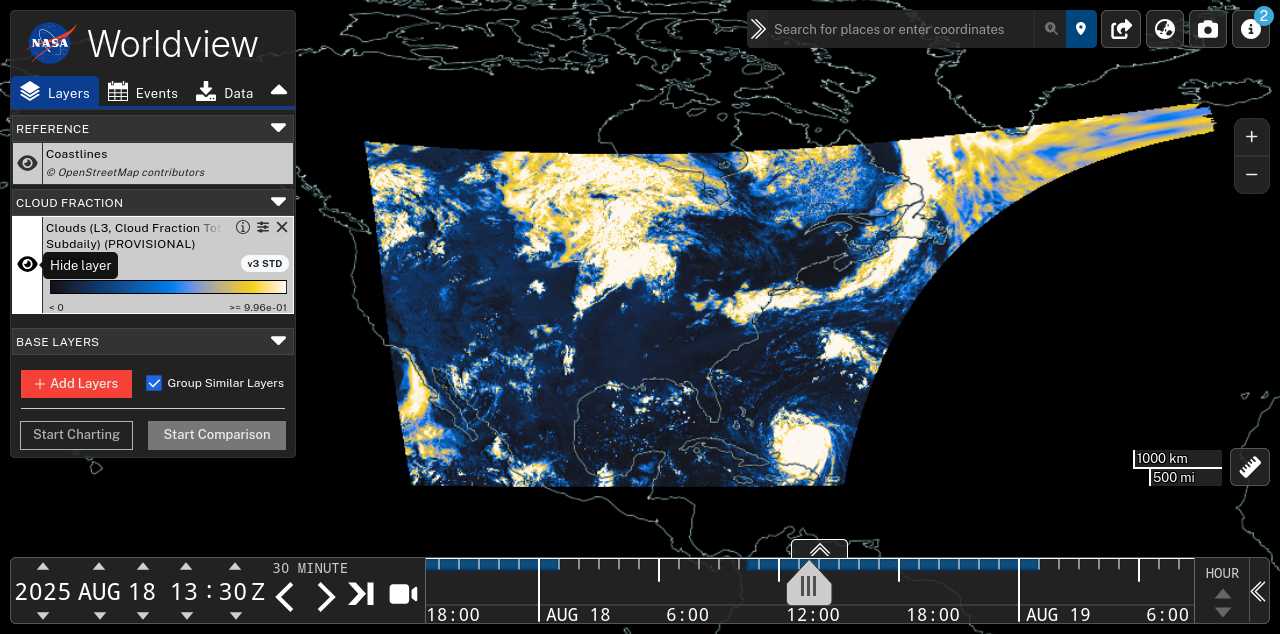 NASA
Worldview
Layers
Events
Data
Search for places or enter coordinates
2
REFERENCE
Coastlines
© OpenStreetMap contributors
CLOUD FRACTION
Clouds (L3, Cloud Fraction Tot
Subdaily) (PROVISIONAL)
Hide layer
v3 STD
< 0
>= 9.96e-01
BASE LAYERS
+ Add Layers
Group Similar Layers
Start Charting
Start Comparison
+
−
1000 km
500 mi
2025 AUG 18 13 : 30 Z
30 MINUTE
18:00
AUG 18
6:00
12:00
18:00
AUG 19
6:00
HOUR